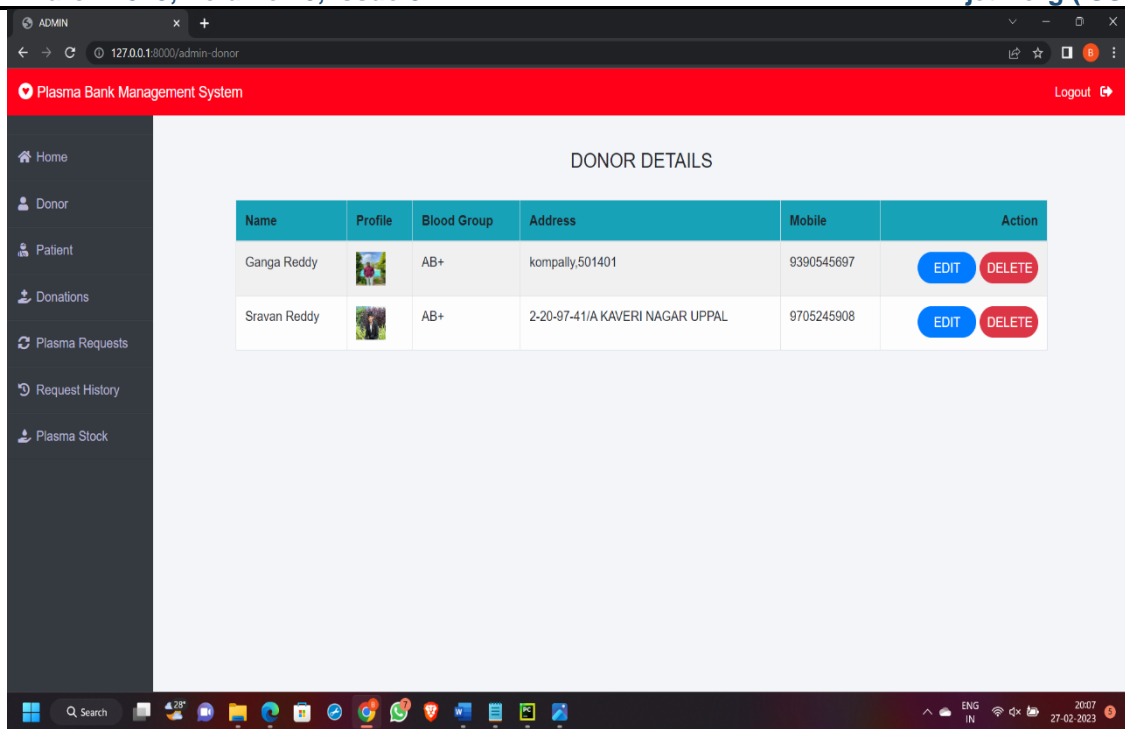 ADMIN
127.0.0.1:8000/admin-donor
B
Plasma Bank Management System
Logout
Home
DONOR DETAILS
Donor
Name Profile Blood Group Address Mobile Action
Patient
Ganga Reddy AB+ kompally,501401 9390545697 EDIT DELETE
Donations
Sravan Reddy AB+ 2-20-97-41/A KAVERI NAGAR UPPAL 9705245908 EDIT DELETE
Plasma Requests
Request History
Plasma Stock
Search 28° ENG 20:07
IN 27-02-2023 5